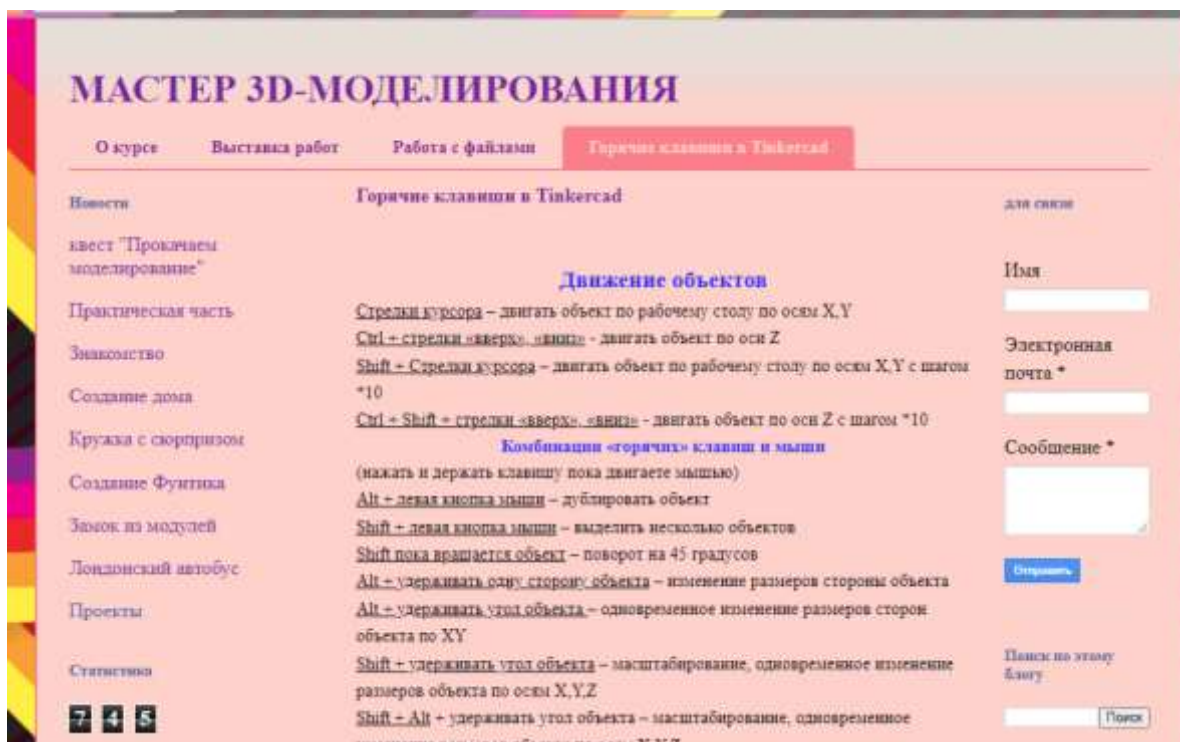 МАСТЕР 3D-МОДЕЛИРОВАНИЯ
О курсе Выставка работ Работа с файлами Горячие клавиши в Tinkercad
Новости
квест "Прокачаем
моделирование"
Практическая часть
Знакомство
Создание дома
Кружка с сюрпризом
Создание Фунтика
Замок из модулей
Лондонский автобус
Проекты
Статистика
7 4 5
Горячие клавиши в Tinkercad
Движение объектов
Стрелки курсора – двигать объект по рабочему столу по осям X,Y
Ctrl + стрелки «вверх», «вниз» - двигать объект по оси Z
Shift + Стрелки курсора – двигать объект по рабочему столу по осям X,Y с шагом
*10
Ctrl + Shift + стрелки «вверх», «вниз» - двигать объект по оси Z с шагом *10
Комбинации «горячих» клавиш и мыши
(нажать и держать клавишу пока двигаете мышью)
Alt + левая кнопка мыши – дублировать объект
Shift + левая кнопка мыши – выделить несколько объектов
Shift пока вращается объект – поворот на 45 градусов
Alt + удерживать одну сторону объекта – изменение размеров стороны объекта
Alt + удерживать угол объекта – одновременное изменение размеров сторон
объекта по XY
Shift + удерживать угол объекта – масштабирование, одновременное изменение
размеров объекта по осям X,Y,Z
Shift + Alt + удерживать угол объекта – масштабирование, одновременное
для связи
Имя
Электронная
почта *
Сообщение *
Отправить
Поиск по этому
блогу
Поиск